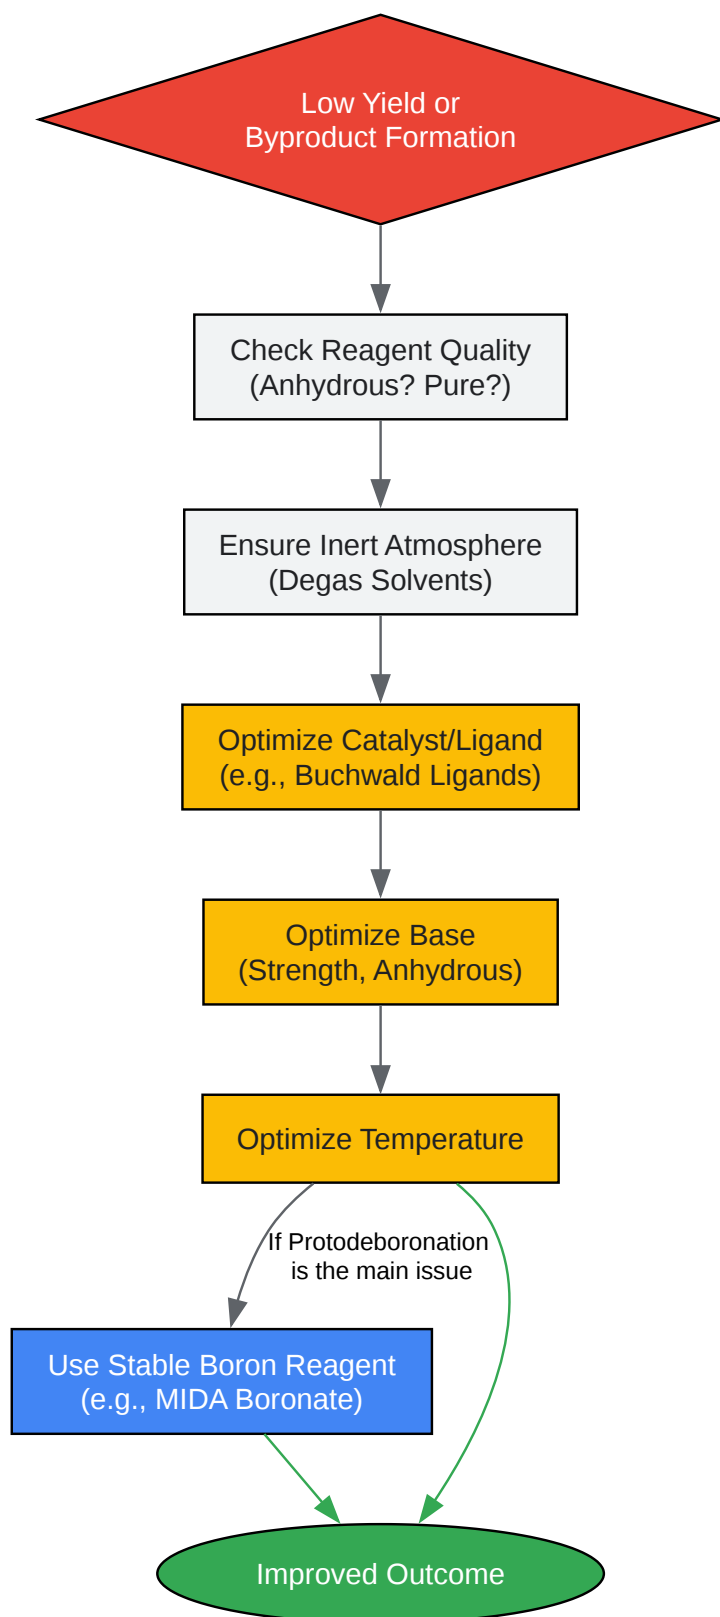 Low Yield or
Byproduct Formation
Check Reagent Quality
(Anhydrous? Pure?)
Ensure Inert Atmosphere
(Degas Solvents)
Optimize Catalyst/Ligand
(e.g., Buchwald Ligands)
Optimize Base
(Strength, Anhydrous)
Optimize Temperature
If Protodeboronation
is the main issue
Use Stable Boron Reagent
(e.g., MIDA Boronate)
Improved Outcome